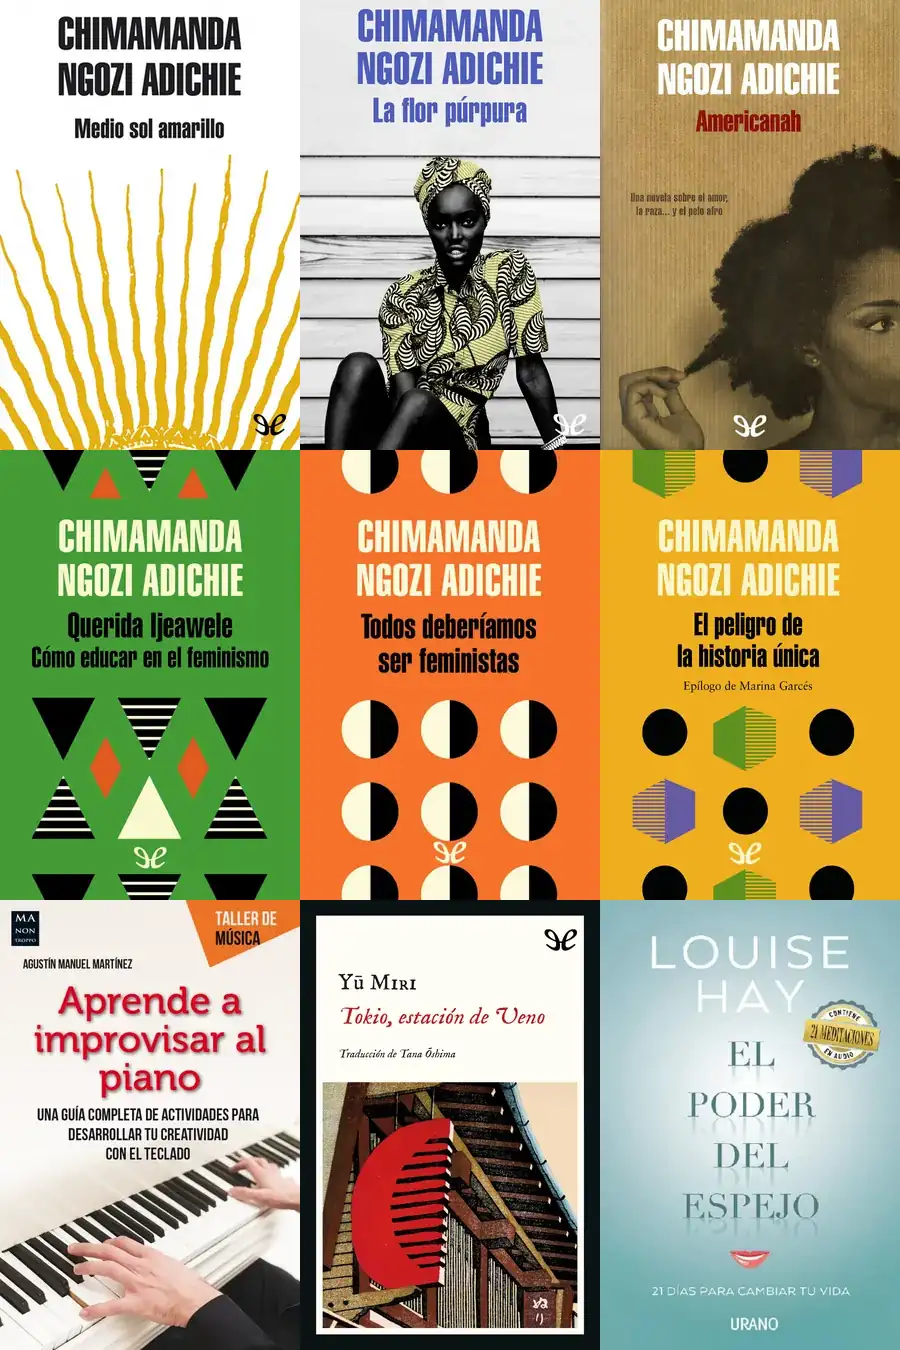 CHIMAMANDA
NGOZI ADICHIE
Medio sol amarillo
CHIMAMANDA
NGOZI ADICHIE
La flor púrpura
CHIMAMANDA
NGOZI ADICHIE
Americanah
Una novela sobre el amor,
la raza... y el pelo afro
CHIMAMANDA
NGOZI ADICHIE
Querida Ijeawele
Cómo educar en el feminismo
CHIMAMANDA
NGOZI ADICHIE
Todos deberíamos
ser feministas
CHIMAMANDA
NGOZI ADICHIE
El peligro de
la historia única
Epílogo de Marina Garcés
MA
NON
TROPPO
TALLER DE
MÚSICA
AGUSTÍN MANUEL MARTÍNEZ
Aprende a
improvisar al
piano
UNA GUÍA COMPLETA DE ACTIVIDADES PARA
DESARROLLAR TU CREATIVIDAD
CON EL TECLADO
Yū Miri
Tokio, estación de Ueno
Traducción de Tana Ōshima
LOUISE
HAY
CONTIENE
21 MEDITACIONES
EN AUDIO
EL
PODER
DEL
ESPEJO
21 DÍAS PARA CAMBIAR TU VIDA
URANO